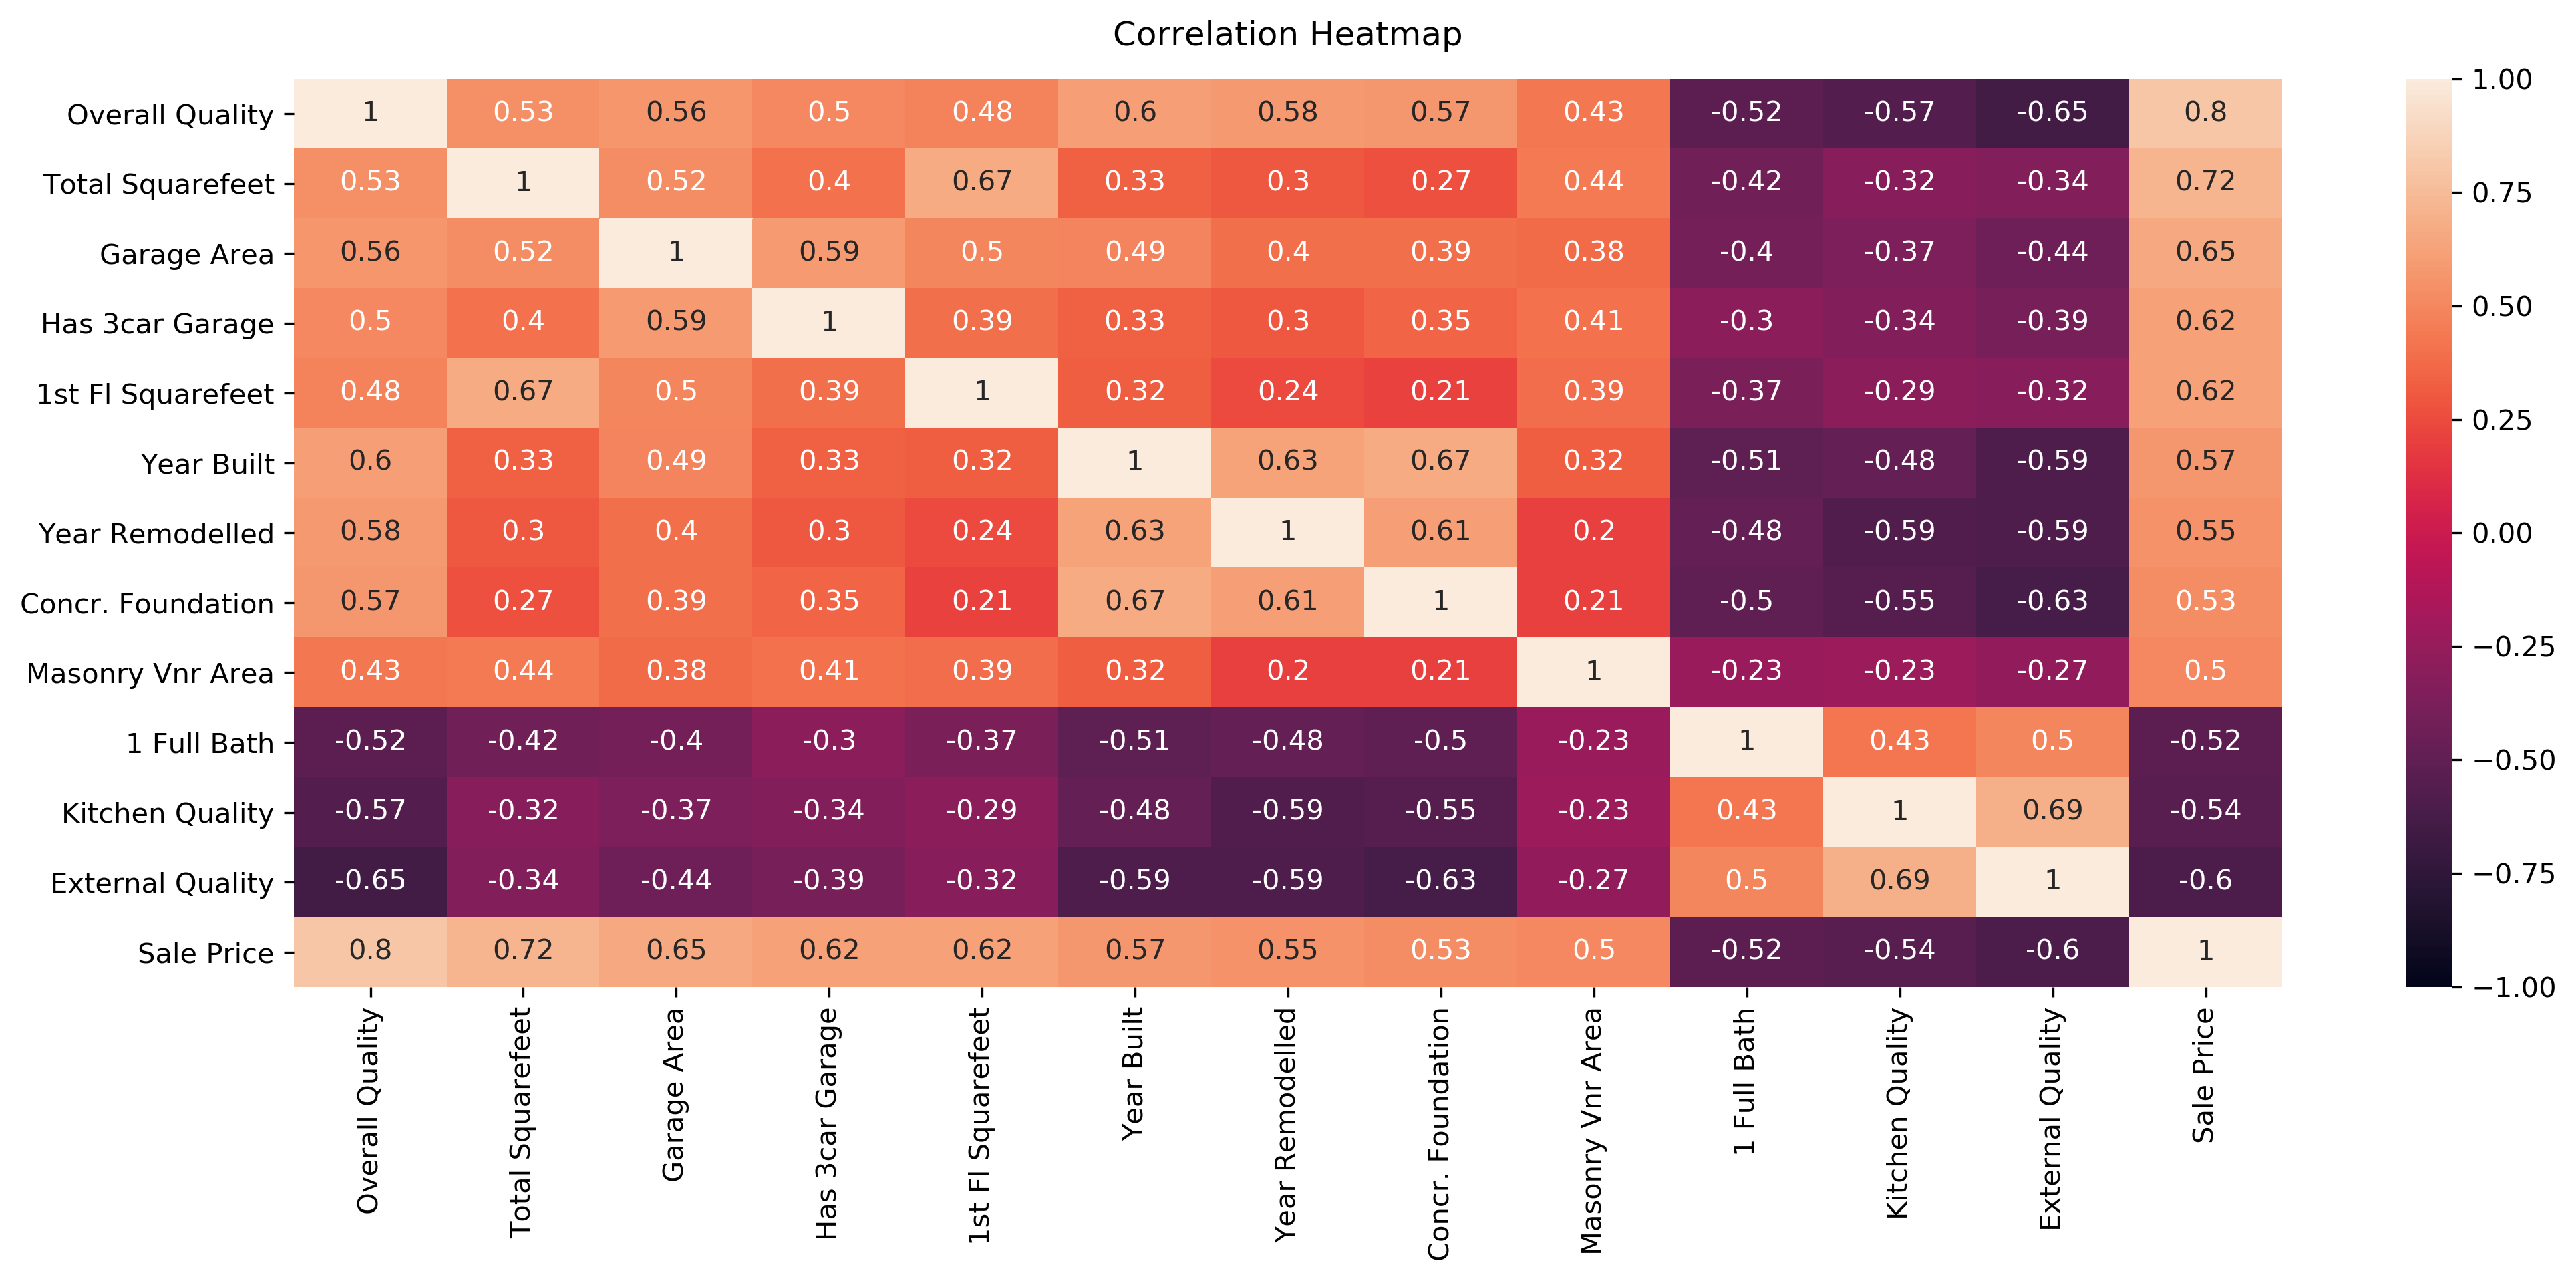 Correlation Heatmap
Overall Quality 1 0.53 0.56 0.5 0.48 0.6 0.58 0.57 0.43 -0.52 -0.57 -0.65 0.8
Total Squarefeet 0.53 1 0.52 0.4 0.67 0.33 0.3 0.27 0.44 -0.42 -0.32 -0.34 0.72
Garage Area 0.56 0.52 1 0.59 0.5 0.49 0.4 0.39 0.38 -0.4 -0.37 -0.44 0.65
Has 3car Garage 0.5 0.4 0.59 1 0.39 0.33 0.3 0.35 0.41 -0.3 -0.34 -0.39 0.62
1st Fl Squarefeet 0.48 0.67 0.5 0.39 1 0.32 0.24 0.21 0.39 -0.37 -0.29 -0.32 0.62
Year Built 0.6 0.33 0.49 0.33 0.32 1 0.63 0.67 0.32 -0.51 -0.48 -0.59 0.57
Year Remodelled 0.58 0.3 0.4 0.3 0.24 0.63 1 0.61 0.2 -0.48 -0.59 -0.59 0.55
Concr. Foundation 0.57 0.27 0.39 0.35 0.21 0.67 0.61 1 0.21 -0.5 -0.55 -0.63 0.53
Masonry Vnr Area 0.43 0.44 0.38 0.41 0.39 0.32 0.2 0.21 1 -0.23 -0.23 -0.27 0.5
1 Full Bath -0.52 -0.42 -0.4 -0.3 -0.37 -0.51 -0.48 -0.5 -0.23 1 0.43 0.5 -0.52
Kitchen Quality -0.57 -0.32 -0.37 -0.34 -0.29 -0.48 -0.59 -0.55 -0.23 0.43 1 0.69 -0.54
External Quality -0.65 -0.34 -0.44 -0.39 -0.32 -0.59 -0.59 -0.63 -0.27 0.5 0.69 1 -0.6
Sale Price 0.8 0.72 0.65 0.62 0.62 0.57 0.55 0.53 0.5 -0.52 -0.54 -0.6 1
Overall Quality
Total Squarefeet
Garage Area
Has 3car Garage
1st Fl Squarefeet
Year Built
Year Remodelled
Concr. Foundation
Masonry Vnr Area
1 Full Bath
Kitchen Quality
External Quality
Sale Price
1.00
0.75
0.50
0.25
0.00
−0.25
−0.50
−0.75
−1.00